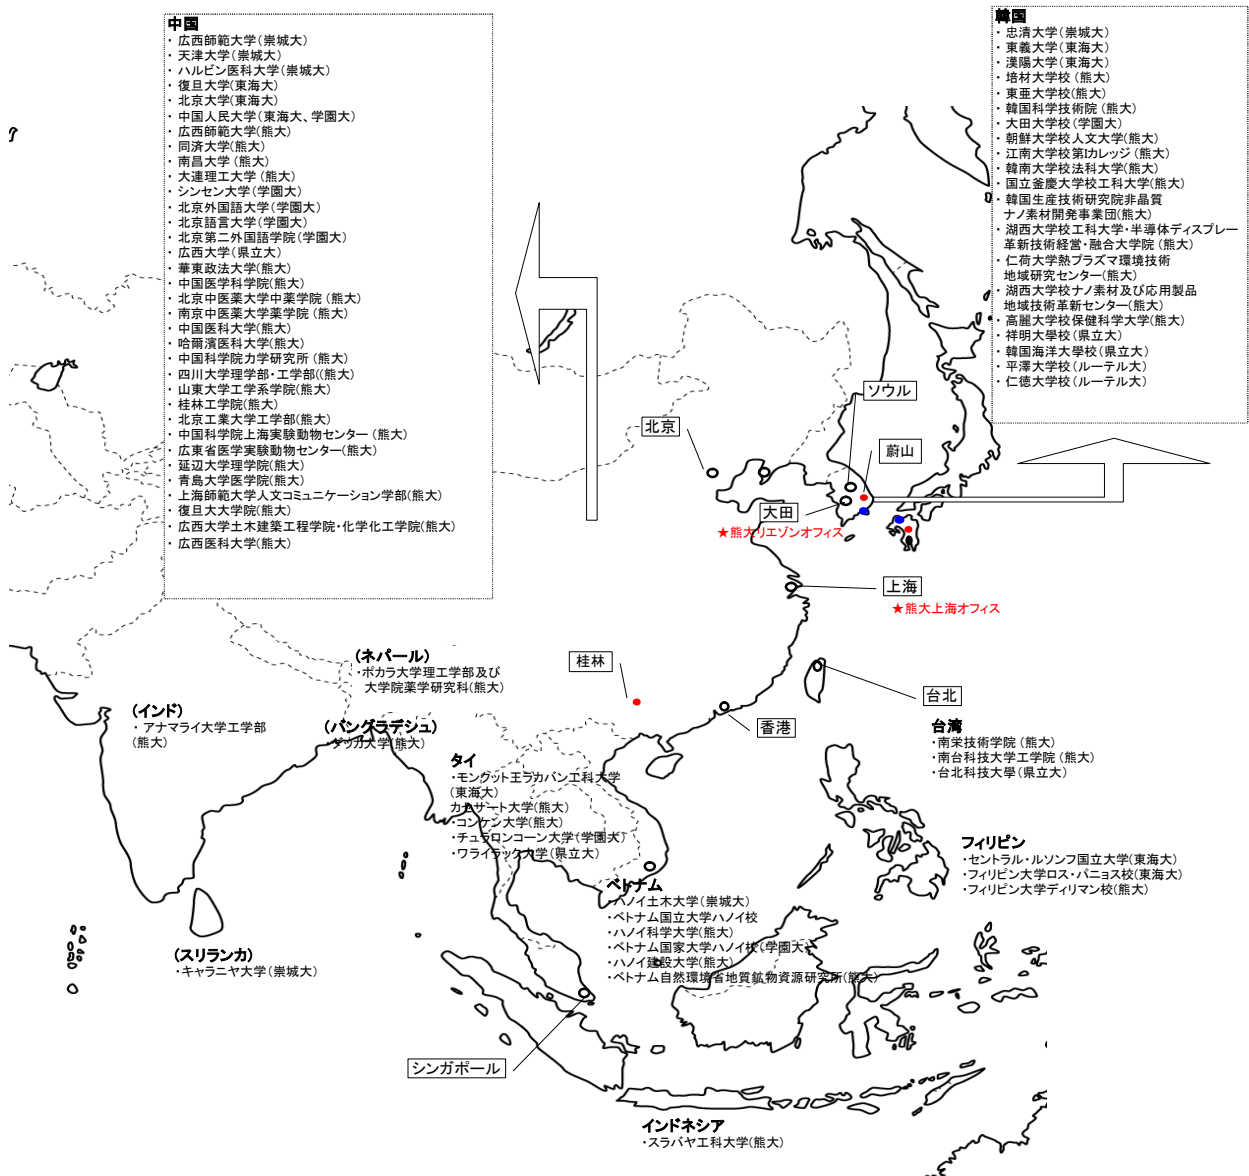 中国
・ 広西師範大学(崇城大)
・ 天津大学(崇城大)
・ ハルビン医科大学(崇城大)
・ 復旦大学(東海大)
・ 北京大学(東海大)
・ 中国人民大学(東海大、学園大)
・ 広西師範大学(熊大)
・ 同済大学(熊大)
・ 南昌大学(熊大)
・ 大連理工大学(熊大)
・ シンセン大学(学園大)
・ 北京外国語大学(学園大)
・ 北京語言大学(学園大)
・ 北京第二外国語学院(学園大)
・ 広西大学(県立大)
・ 華東政法大学(熊大)
・ 中国医学科学院(熊大)
・ 北京中医薬大学中薬学院(熊大)
・ 南京中医薬大学薬学院(熊大)
・ 中国医科大学(熊大)
・ 哈爾濱医科大学(熊大)
・ 中国科学院力学研究所(熊大)
・ 四川大学理学部・工学部((熊大)
・ 山東大学工学系学院(熊大)
・ 桂林工学院(熊大)
・ 北京工業大学工学部(熊大)
・ 中国科学院上海実験動物センター(熊大)
・ 広東省医学実験動物センター(熊大)
・ 延辺大学理学院(熊大)
・ 青島大学医学院(熊大)
・ 上海師範大学人文コミュニケーション学部(熊大)
・ 復旦大大学院(熊大)
・ 広西大学土木建築工程学院・化学化工学院(熊大)
・ 広西医科大学(熊大)
韓国
・ 忠清大学(崇城大)
・ 東義大学(東海大)
・ 漢陽大学(東海大)
・ 培材大学校(熊大)
・ 東亜大学校(熊大)
・ 韓国科学技術院(熊大)
・ 大田大学校(学園大)
・ 朝鮮大学校人文大学(熊大)
・ 江南大学校第Ⅰカレッジ(熊大)
・ 韓南大学校法科大学(熊大)
・ 国立釜慶大学校工科大学(熊大)
・ 韓国生産技術研究院非晶質
ナノ素材開発事業団(熊大)
・ 湖西大学校工科大学・半導体ディスプレー
革新技術経営・融合大学院(熊大)
・ 仁荷大学熱プラズマ環境技術
地域研究センター(熊大)
・ 湖西大学校ナノ素材及び応用製品
地域技術革新センター(熊大)
・ 高麗大学校保健科学大学(熊大)
・ 祥明大學校(県立大)
・ 韓国海洋大學校(県立大)
・ 平澤大学校(ルーテル大)
・ 仁徳大学校(ルーテル大)
ソウル
北京
蔚山
大田
★熊大リエゾンオフィス
上海
★熊大上海オフィス
桂林
台北
香港
(ネパール)
・ポカラ大学理工学部及び
大学院薬学研究科(熊大)
(インド)
・ アナマライ大学工学部
(熊大)
(バングラデシュ)
・ダッカ大学(熊大)
タイ
・モングット王ラカバン工科大学
(東海大)
カセサート大学(熊大)
・コンケン大学(熊大)
・チュラロンコーン大学(学園大)
・ワライラック大学(県立大)
台湾
・南栄技術学院(熊大)
・南台科技大学工学院(熊大)
・台北科技大學(県立大)
フィリピン
・セントラル・ルソンフ国立大学(東海大)
・フィリピン大学ロス・バニョス校(東海大)
・フィリピン大学ディリマン校(熊大)
ベトナム
・ハノイ土木大学(崇城大)
・ベトナム国立大学ハノイ校
・ハノイ科学大学(熊大)
・ベトナム国家大学ハノイ校(学園大)
・ハノイ建設大学(熊大)
・ベトナム自然環境省地質鉱物資源研究所(熊大)
(スリランカ)
・キャラニヤ大学(崇城大)
シンガポール
インドネシア
・スラバヤ工科大学(熊大)